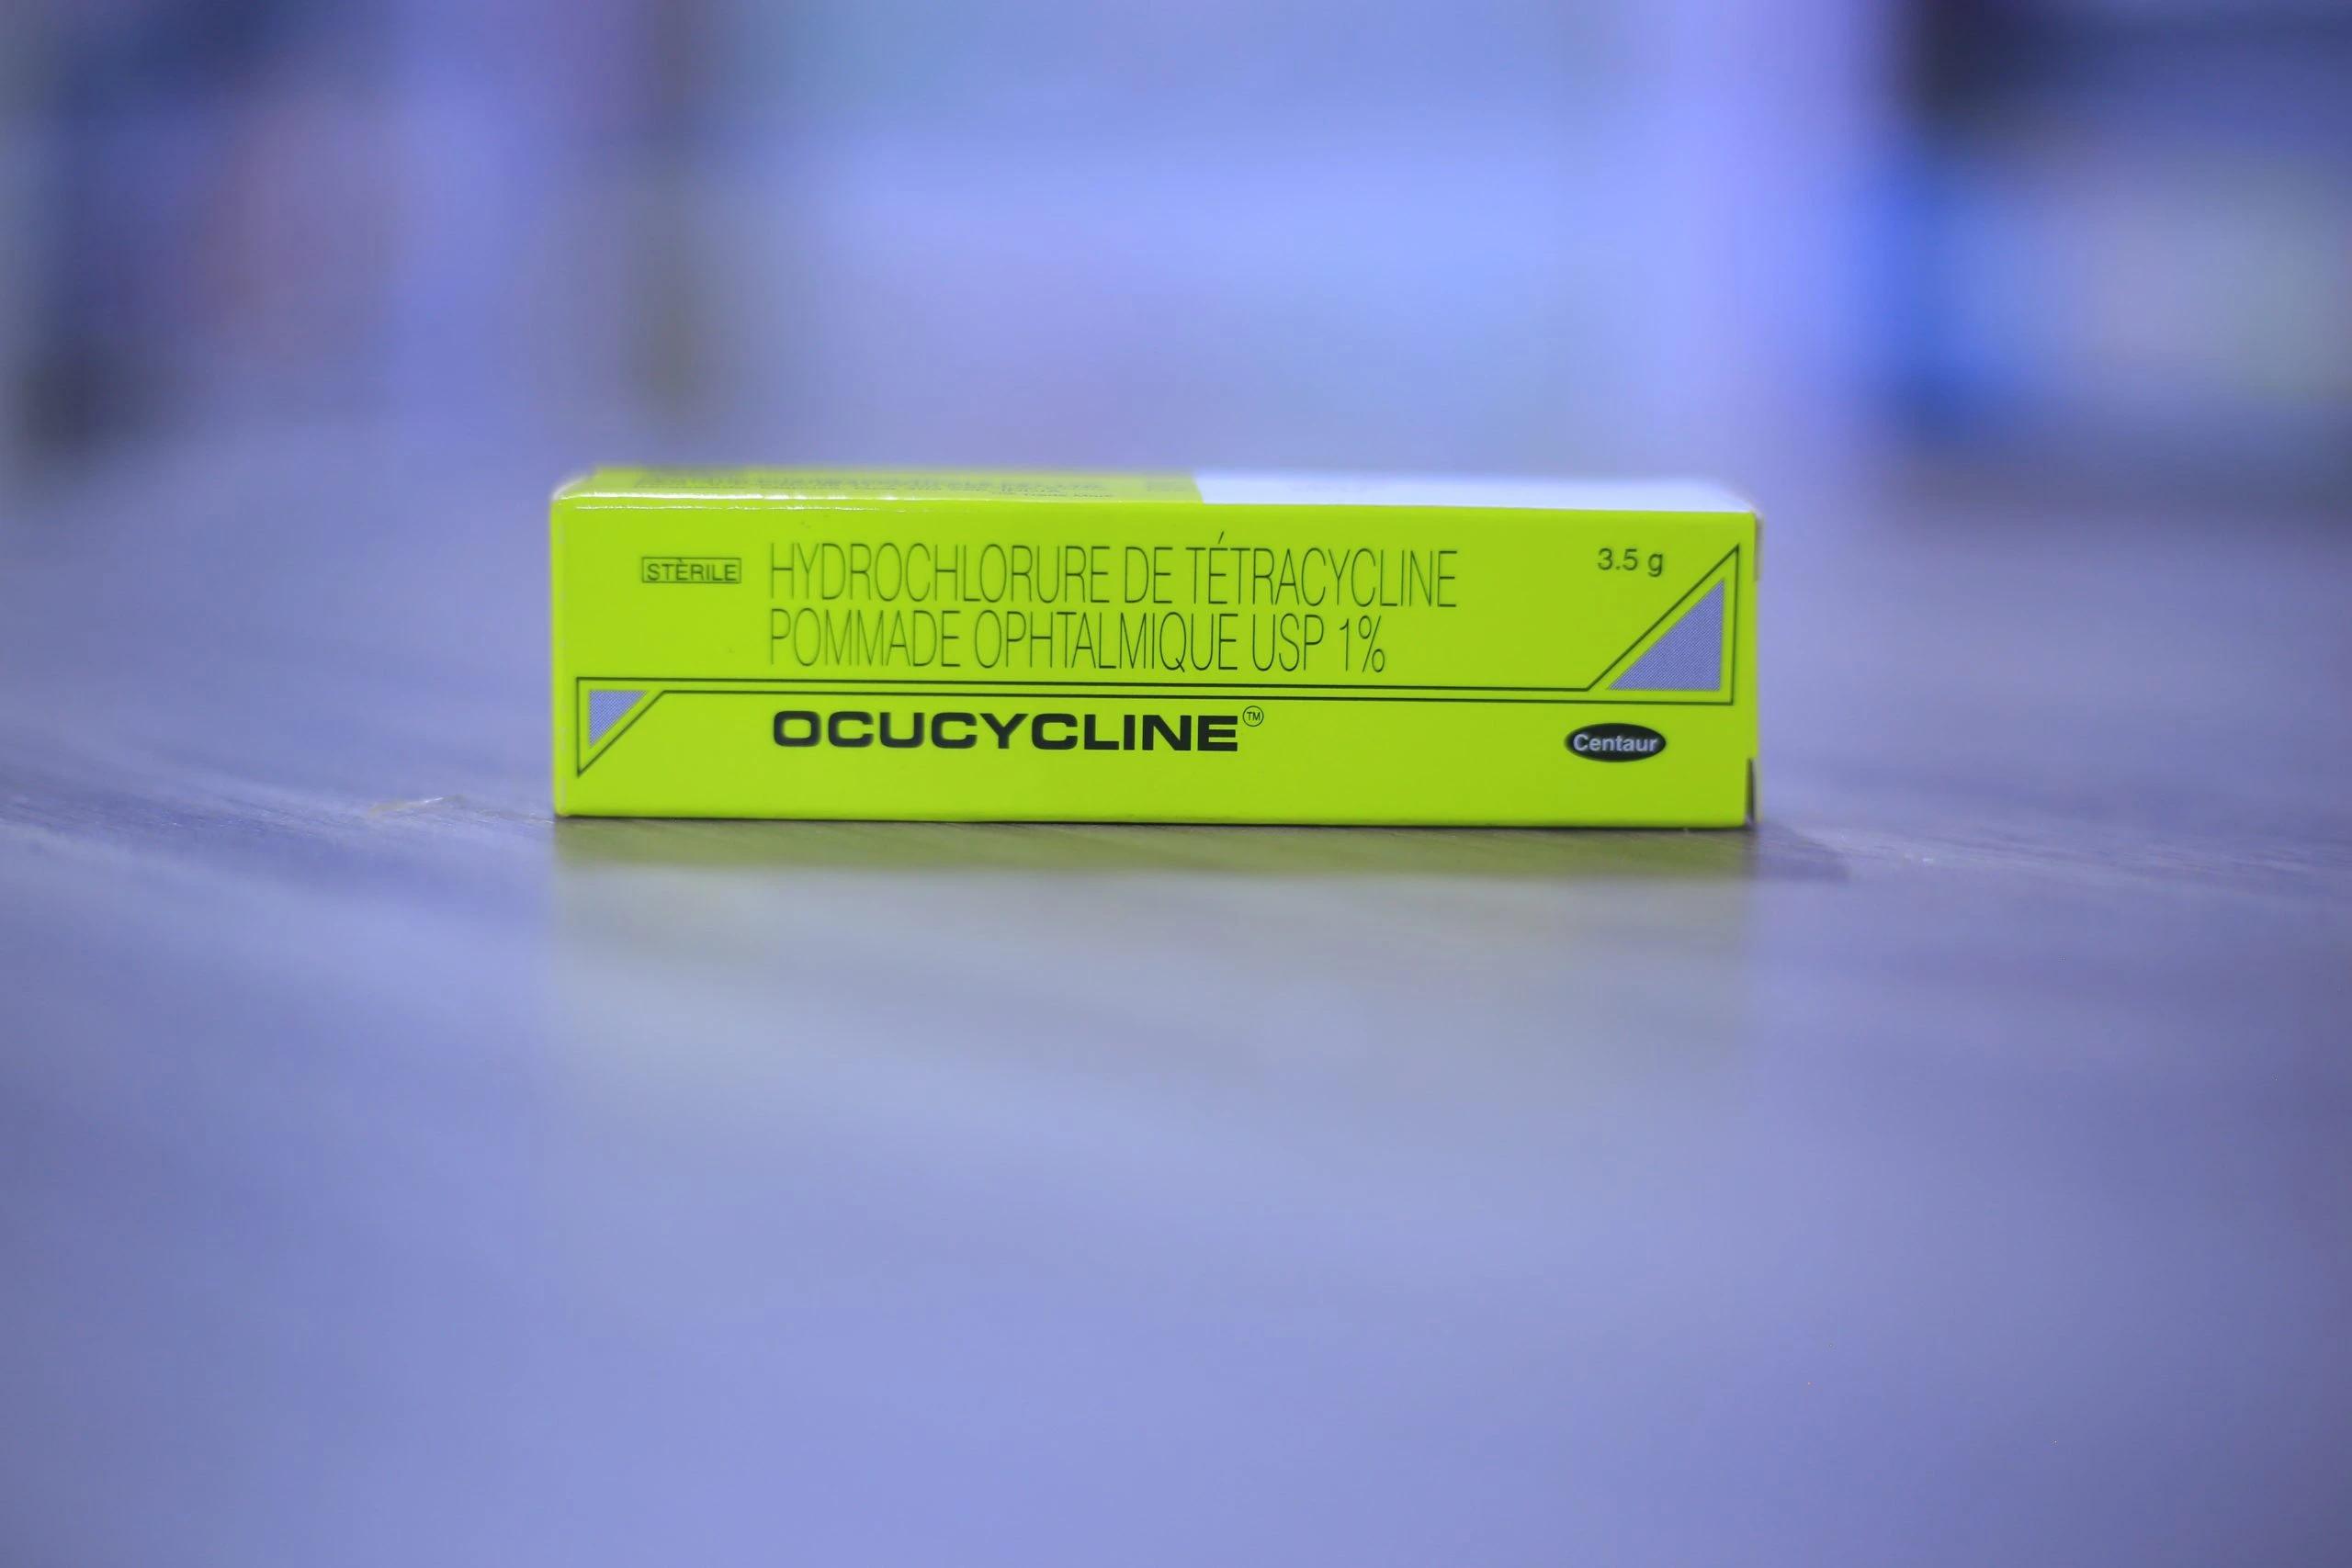 STÈRILE
HYDROCHLORURE DE TÉTRACYCLINE
POMMADE OPHTALMIQUE USP 1%
3.5 g
OCUCYCLINE™
Centaur